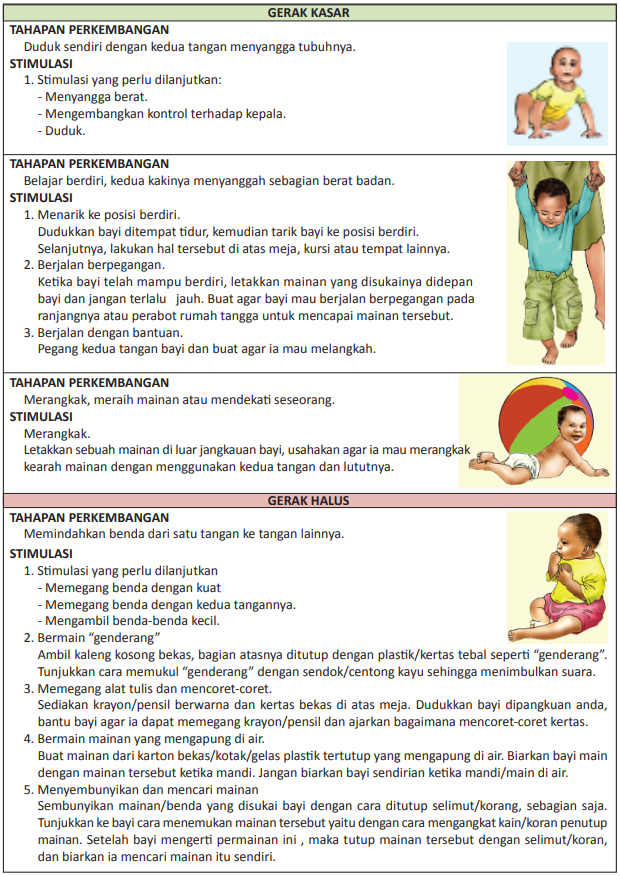 GERAK KASAR
TAHAPAN PERKEMBANGAN
Duduk sendiri dengan kedua tangan menyangga tubuhnya.
STIMULASI
1. Stimulasi yang perlu dilanjutkan:
- Menyangga berat.
- Mengembangkan kontrol terhadap kepala.
- Duduk.
TAHAPAN PERKEMBANGAN
Belajar berdiri, kedua kakinya menyanggah sebagian berat badan.
STIMULASI
1. Menarik ke posisi berdiri.
Dudukkan bayi ditempat tidur, kemudian tarik bayi ke posisi berdiri.
Selanjutnya, lakukan hal tersebut di atas meja, kursi atau tempat lainnya.
2. Berjalan berpegangan.
Ketika bayi telah mampu berdiri, letakkan mainan yang disukainya didepan
bayi dan jangan terlalu jauh. Buat agar bayi mau berjalan berpegangan pada
ranjangnya atau perabot rumah tangga untuk mencapai mainan tersebut.
3. Berjalan dengan bantuan.
Pegang kedua tangan bayi dan buat agar ia mau melangkah.
TAHAPAN PERKEMBANGAN
Merangkak, meraih mainan atau mendekati seseorang.
STIMULASI
Merangkak.
Letakkan sebuah mainan di luar jangkauan bayi, usahakan agar ia mau merangkak
kearah mainan dengan menggunakan kedua tangan dan lututnya.
GERAK HALUS
TAHAPAN PERKEMBANGAN
Memindahkan benda dari satu tangan ke tangan lainnya.
STIMULASI
1. Stimulasi yang perlu dilanjutkan
- Memegang benda dengan kuat
- Memegang benda dengan kedua tangannya.
- Mengambil benda-benda kecil.
2. Bermain “genderang”
Ambil kaleng kosong bekas, bagian atasnya ditutup dengan plastik/kertas tebal seperti “genderang”.
Tunjukkan cara memukul “genderang” dengan sendok/centong kayu sehingga menimbulkan suara.
3. Memegang alat tulis dan mencoret-coret.
Sediakan krayon/pensil berwarna dan kertas bekas di atas meja. Dudukkan bayi dipangkuan anda,
bantu bayi agar ia dapat memegang krayon/pensil dan ajarkan bagaimana mencoret-coret kertas.
4. Bermain mainan yang mengapung di air.
Buat mainan dari karton bekas/kotak/gelas plastik tertutup yang mengapung di air. Biarkan bayi main
dengan mainan tersebut ketika mandi. Jangan biarkan bayi sendirian ketika mandi/main di air.
5. Menyembunyikan dan mencari mainan
Sembunyikan mainan/benda yang disukai bayi dengan cara ditutup selimut/korang, sebagian saja.
Tunjukkan ke bayi cara menemukan mainan tersebut yaitu dengan cara mengangkat kain/koran penutup
mainan. Setelah bayi mengerti permainan ini , maka tutup mainan tersebut dengan selimut/koran,
dan biarkan ia mencari mainan itu sendiri.